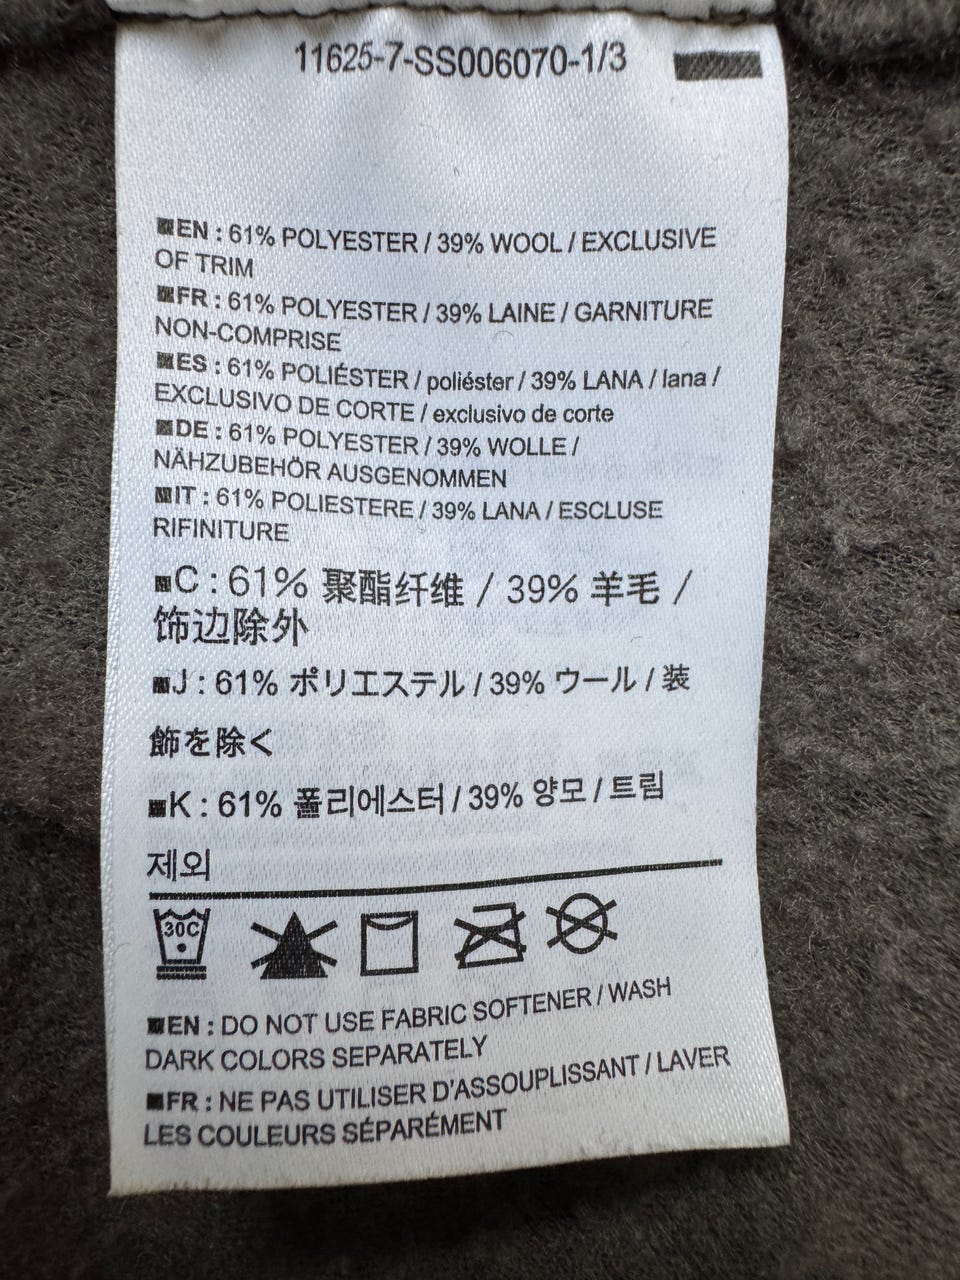 11625-7-SS006070-1/3
EN : 61% POLYESTER / 39% WOOL / EXCLUSIVE
OF TRIM
FR : 61% POLYESTER / 39% LAINE / GARNITURE
NON-COMPRISE
ES : 61% POLIÉSTER / poliéster / 39% LANA / lana /
EXCLUSIVO DE CORTE / exclusivo de corte
DE : 61% POLYESTER / 39% WOLLE /
NÄHZUBEHÖR AUSGENOMMEN
IT : 61% POLIESTERE / 39% LANA / ESCLUSE
RIFINITURE
C : 61% 聚酯纤维 / 39% 羊毛 /
饰边除外
J : 61% ポリエステル / 39% ウール / 装
飾を除く
K : 61% 폴리에스터 / 39% 양모 / 트림
제외
30C
EN : DO NOT USE FABRIC SOFTENER / WASH
DARK COLORS SEPARATELY
FR : NE PAS UTILISER D'ASSOUPLISSANT / LAVER
LES COULEURS SÉPARÉMENT